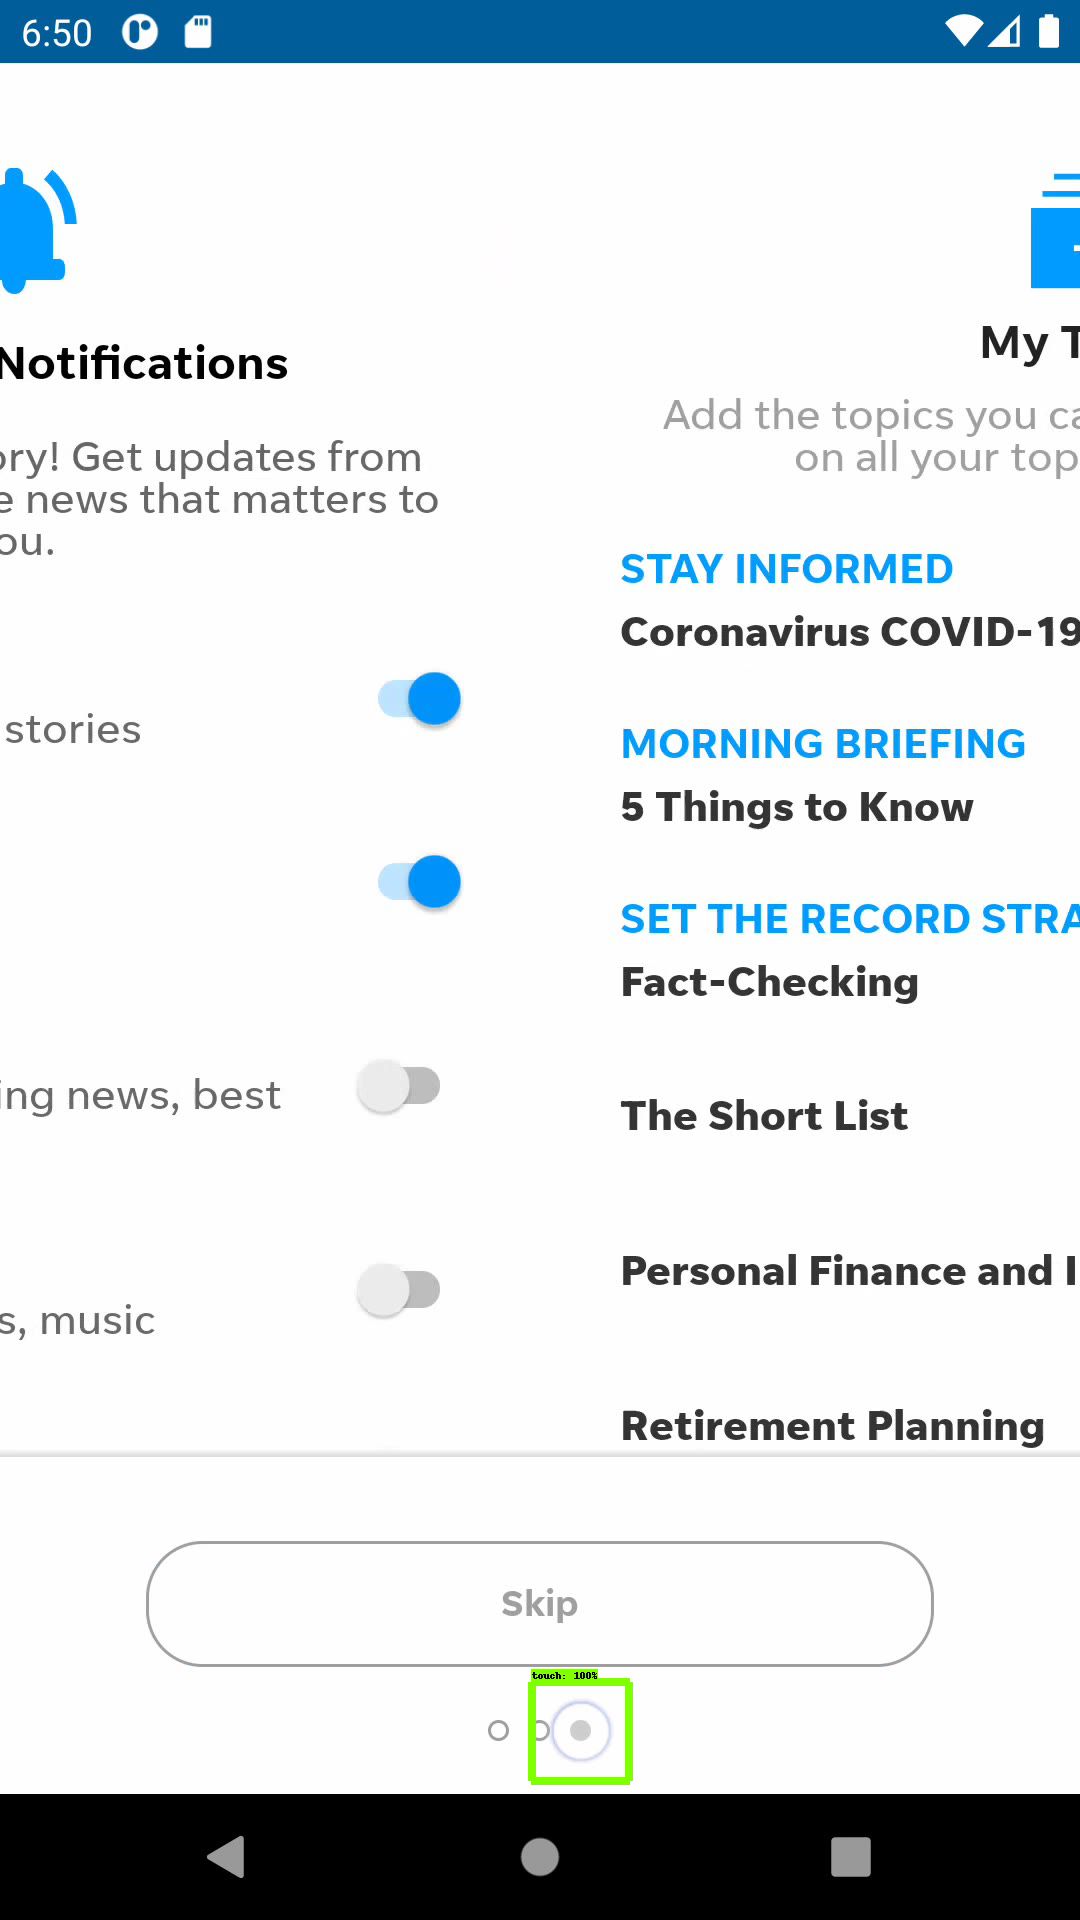 6:50
Notifications
ory! Get updates from
e news that matters to
ou.
stories
ing news, best
s, music
My T
Add the topics you ca
on all your top
STAY INFORMED
Coronavirus COVID-19
MORNING BRIEFING
5 Things to Know
SET THE RECORD STRA
Fact-Checking
The Short List
Personal Finance and I
Retirement Planning
Skip
touch: 100%